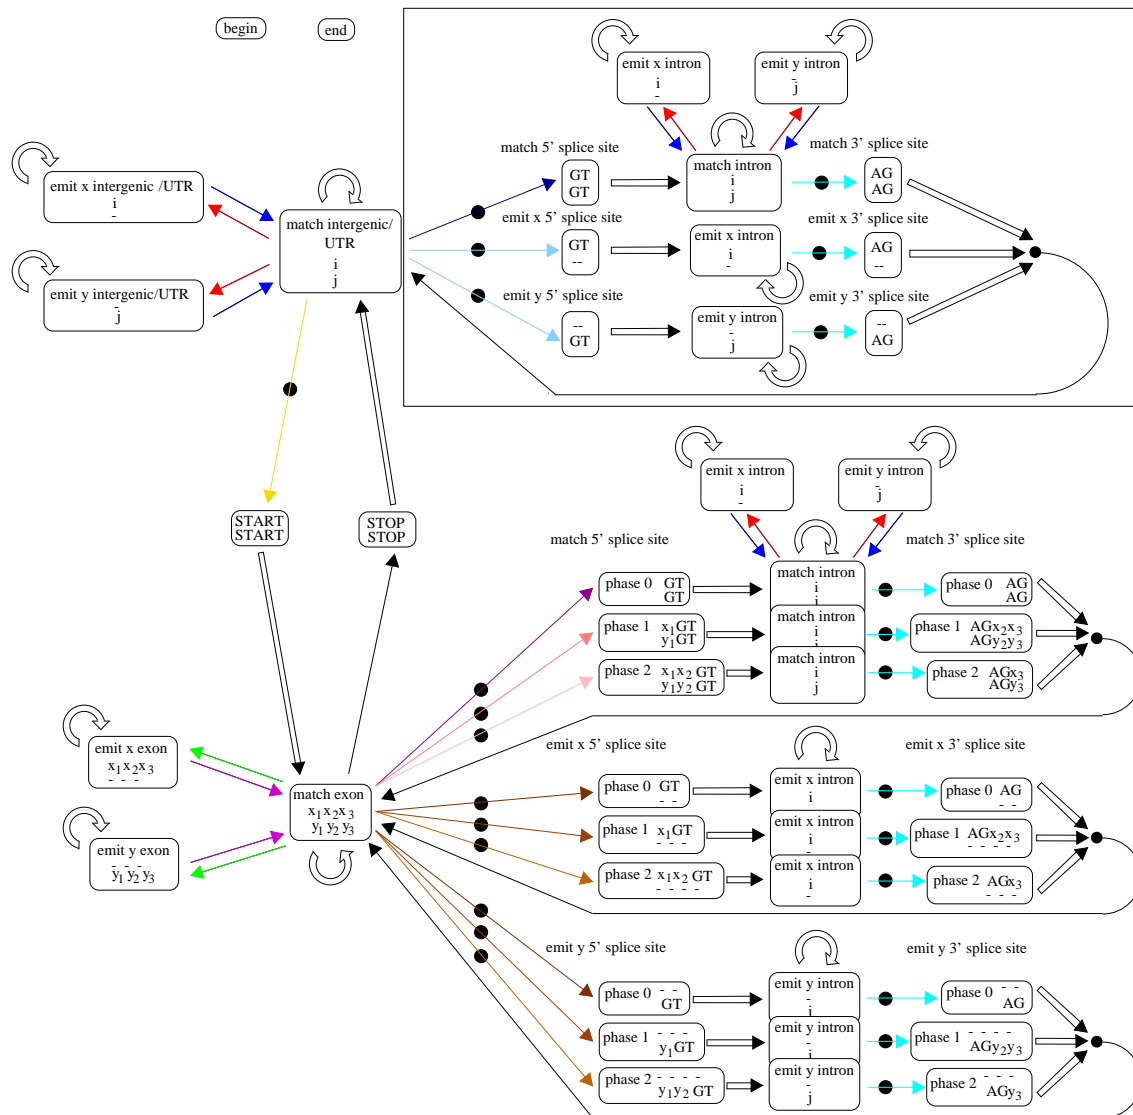 begin
end
emit x intron
i
-
emit y intron
-
j
match 5' splice site
match 3' splice site
GT
GT
match intron
i
j
AG
AG
emit x intergenic /UTR
i
-
match intergenic/
UTR
i
j
emit y intergenic/UTR
-
j
emit x 5' splice site
emit x 3' splice site
GT
--
emit x intron
i
-
AG
--
emit y 5' splice site
emit y 3' splice site
--
GT
emit y intron
-
j
--
AG
START
START
STOP
STOP
emit x intron
i
-
emit y intron
-
j
match 5' splice site
match 3' splice site
phase 0 GT
GT
match intron
i
j
phase 0 AG
AG
phase 1 x1GT
y1GT
match intron
i
j
phase 1 AGx2x3
AGy2y3
phase 2 x1x2 GT
y1y2 GT
match intron
i
j
phase 2 AGx3
AGy3
emit x exon
x1x2x3
- - -
match exon
x1x2x3
y1 y2 y3
emit y exon
- - -
y1 y2 y3
emit x 5' splice site
emit x 3' splice site
phase 0 GT
- -
emit x intron
i
phase 0 AG
- -
phase 1 x1GT
- - -
emit x intron
i
-
phase 1 AGx2x3
- - - -
phase 2 x1x2 GT
- - - -
emit x intron
i
-
phase 2 AGx3
- - -
emit y 5' splice site
emit y 3' splice site
phase 0 - -
GT
emit y intron
-
j
phase 0 - -
AG
phase 1 - - -
y1GT
emit y intron
-
j
phase 1 - - - -
AGy2y3
phase 2 - - - -
y1y2 GT
emit y intron
-
j
phase 2 - - -
AGy3